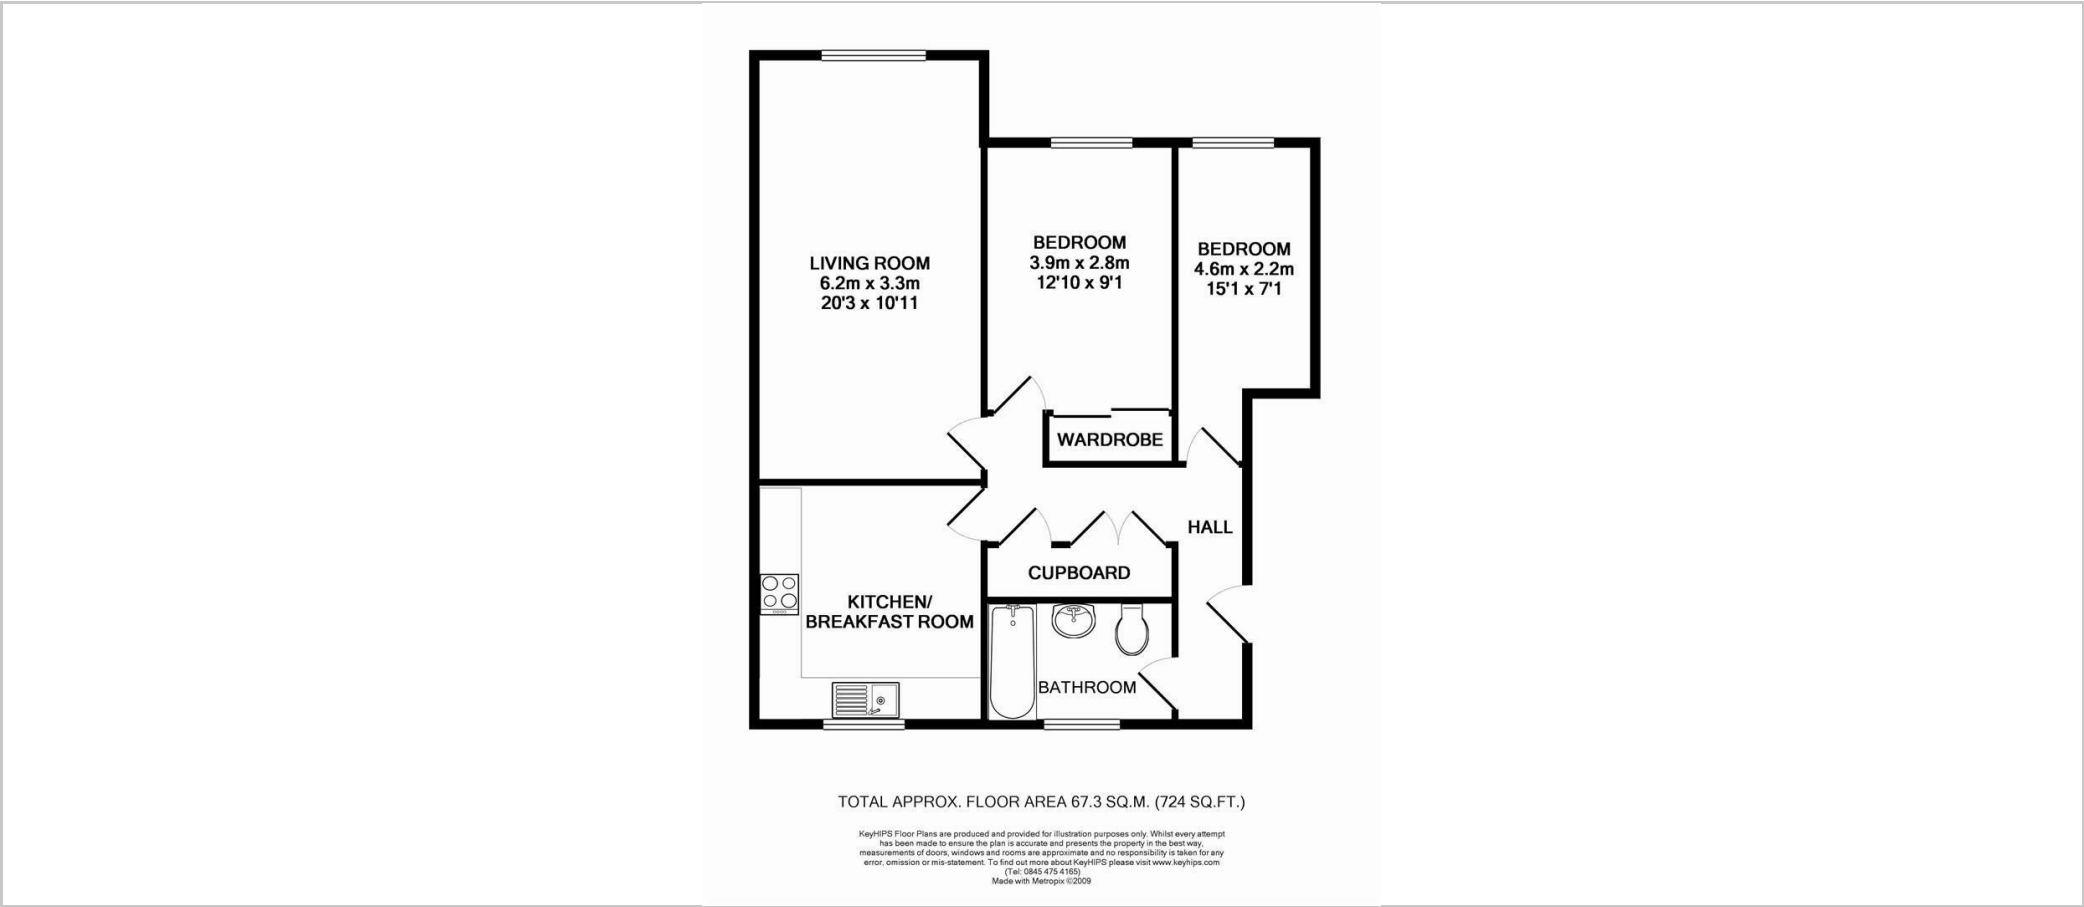 LIVING ROOM
6.2m x 3.3m
20'3 x 10'11
BEDROOM
3.9m x 2.8m
12'10 x 9'1
BEDROOM
4.6m x 2.2m
15'1 x 7'1
WARDROBE
HALL
CUPBOARD
KITCHEN/
BREAKFAST ROOM
BATHROOM
TOTAL APPROX. FLOOR AREA 67.3 SQ.M. (724 SQ.FT.)
KeyHIPS Floor Plans are produced and provided for illustration purposes only. Whilst every attempt
has been made to ensure the plan is accurate and presents the property in the best way,
measurements of doors, windows and rooms are approximate and no responsibility is taken for any
error, omission or mis-statement. To find out more about KeyHIPS please visit www.keyhips.com
(Tel: 0845 475 4165)
Made with Metropix ©2009